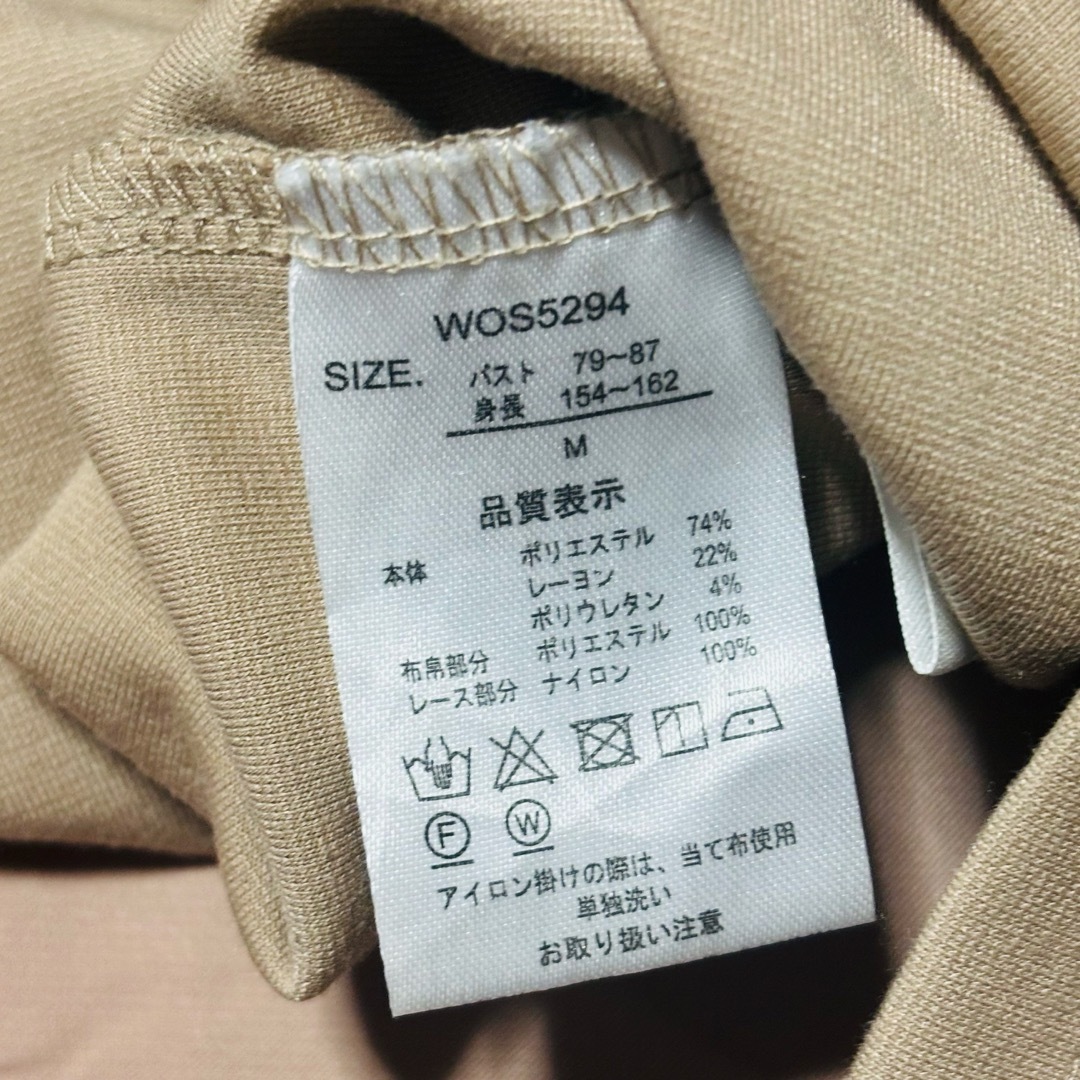 WOS5294
SIZE. バスト 79〜87
身長 154〜162
M
品質表示
本体 ポリエステル 74%
レーヨン 22%
ポリウレタン 4%
布帛部分 ポリエステル 100%
レース部分 ナイロン 100%
F W
アイロン掛けの際は、当て布使用
単独洗い
お取り扱い注意